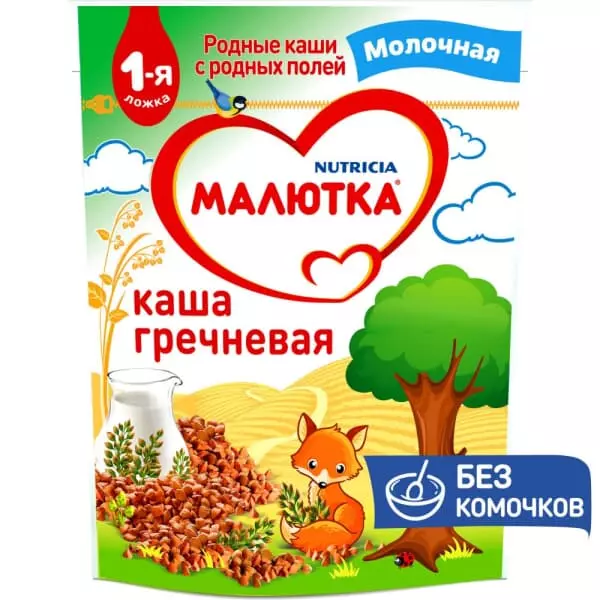 1-я
ложка
Родные каши
с родных полей
Молочная
NUTRICIA
МАЛЮТКА®
каша
гречневая
БЕЗ
КОМОЧКОВ